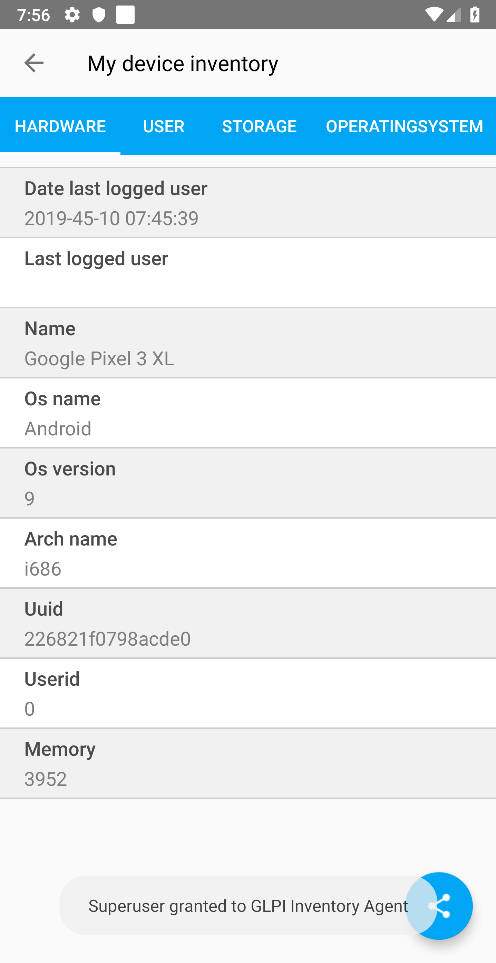 7:56
My device inventory
HARDWARE USER STORAGE OPERATINGSYSTEM
Date last logged user
2019-45-10 07:45:39
Last logged user
Name
Google Pixel 3 XL
Os name
Android
Os version
9
Arch name
i686
Uuid
226821f0798acde0
Userid
0
Memory
3952
Superuser granted to GLPI Inventory Agent